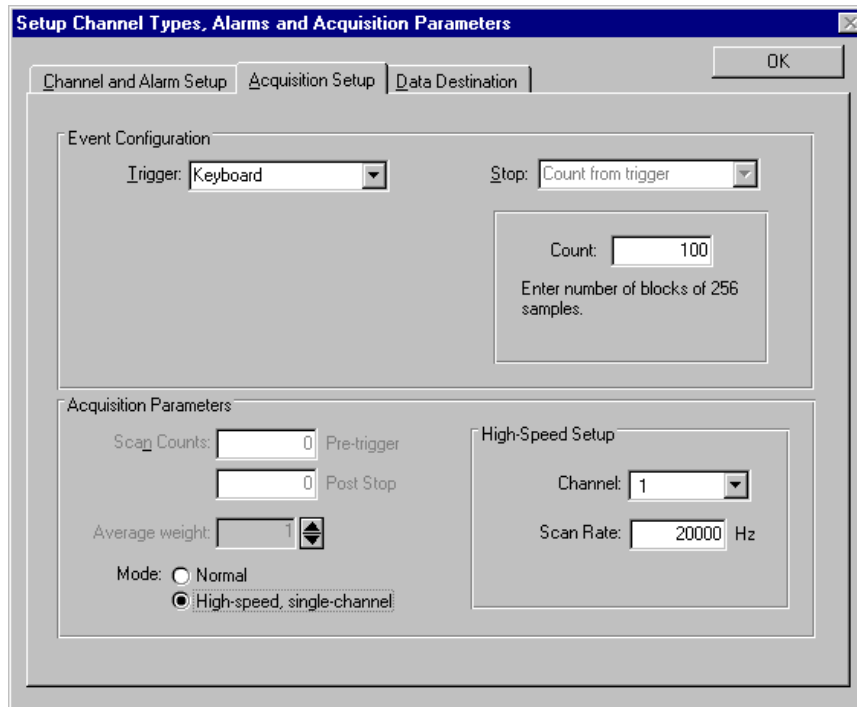 Setup Channel Types, Alarms and Acquisition Parameters
OK
Channel and Alarm Setup
Acquisition Setup
Data Destination
Event Configuration
Trigger: Keyboard
Stop: Count from trigger
Count: 100
Enter number of blocks of 256
samples.
Acquisition Parameters
Scan Counts: 0 Pre-trigger
0 Post Stop
Average weight: 1
Mode: Normal
High-speed, single-channel
High-Speed Setup
Channel: 1
Scan Rate: 20000 Hz